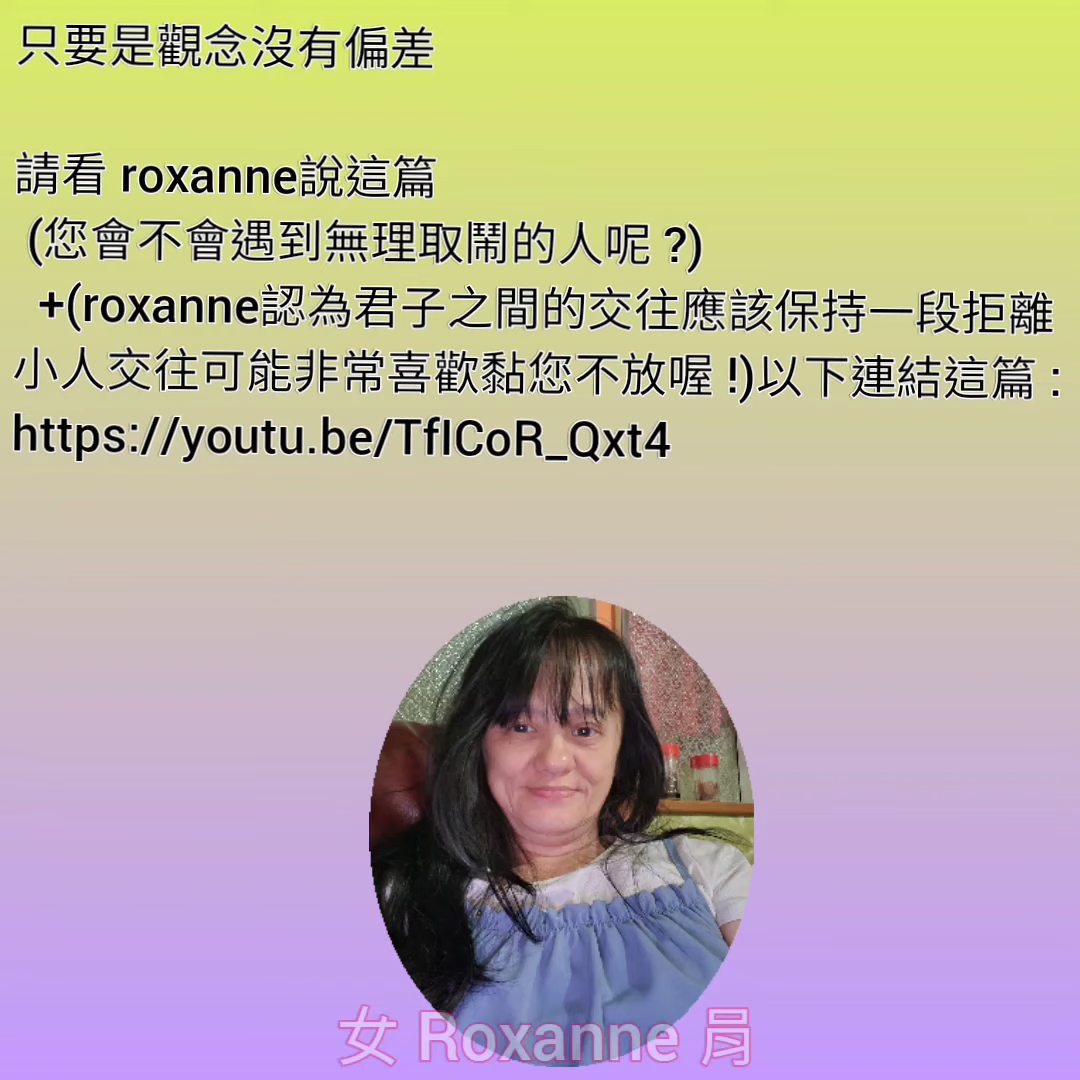 只要是觀念沒有偏差
請看 roxanne說這篇
(您會不會遇到無理取鬧的人呢 ?)
+(roxanne認為君子之間的交往應該保持一段拒離
小人交往可能非常喜歡黏您不放喔 !)以下連結這篇 :
https://youtu.be/TfICoR_Qxt4
女 Roxanne 肙